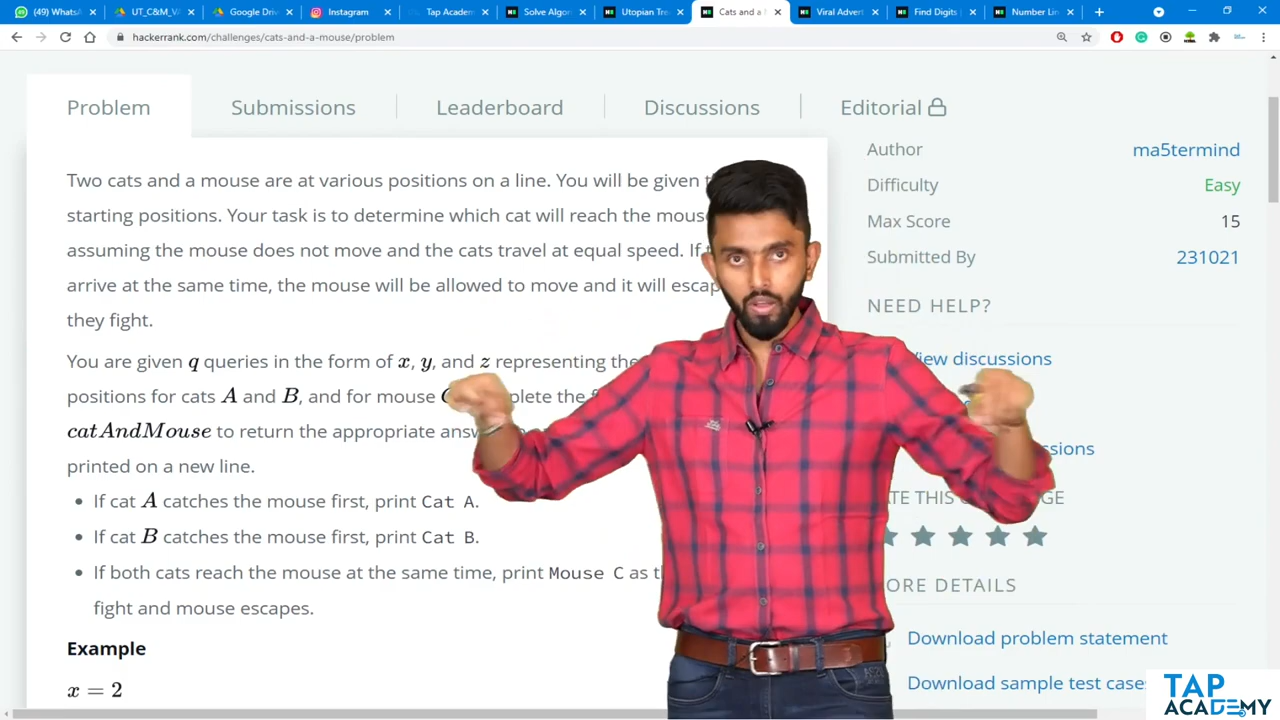 (49) WhatsA
UT_C&M_V
Google Driv
Instagram
Tap Academ
Solve Algor
Utopian Tre
Cats and a
Viral Advert
Find Digits
Number Lin
hackerrank.com/challenges/cats-and-a-mouse/problem
Problem
Submissions
Leaderboard
Discussions
Editorial
Two cats and a mouse are at various positions on a line. You will be given
starting positions. Your task is to determine which cat will reach the mouse
assuming the mouse does not move and the cats travel at equal speed. If
arrive at the same time, the mouse will be allowed to move and it will escap
they fight.
You are given q queries in the form of x, y, and z representing the
positions for cats A and B, and for mouse
catAndMouse to return the appropriate
printed on a new line.
If cat A catches the mouse first, print Cat A.
If cat B catches the mouse first, print Cat B.
If both cats reach the mouse at the same time, print Mouse C as
fight and mouse escapes.
Example
x = 2
Author
ma5termind
Difficulty
Easy
Max Score
15
Submitted By
231021
NEED HELP?
View discussions
MORE DETAILS
Download problem statement
Download sample test cases
TAP
ACADEMY